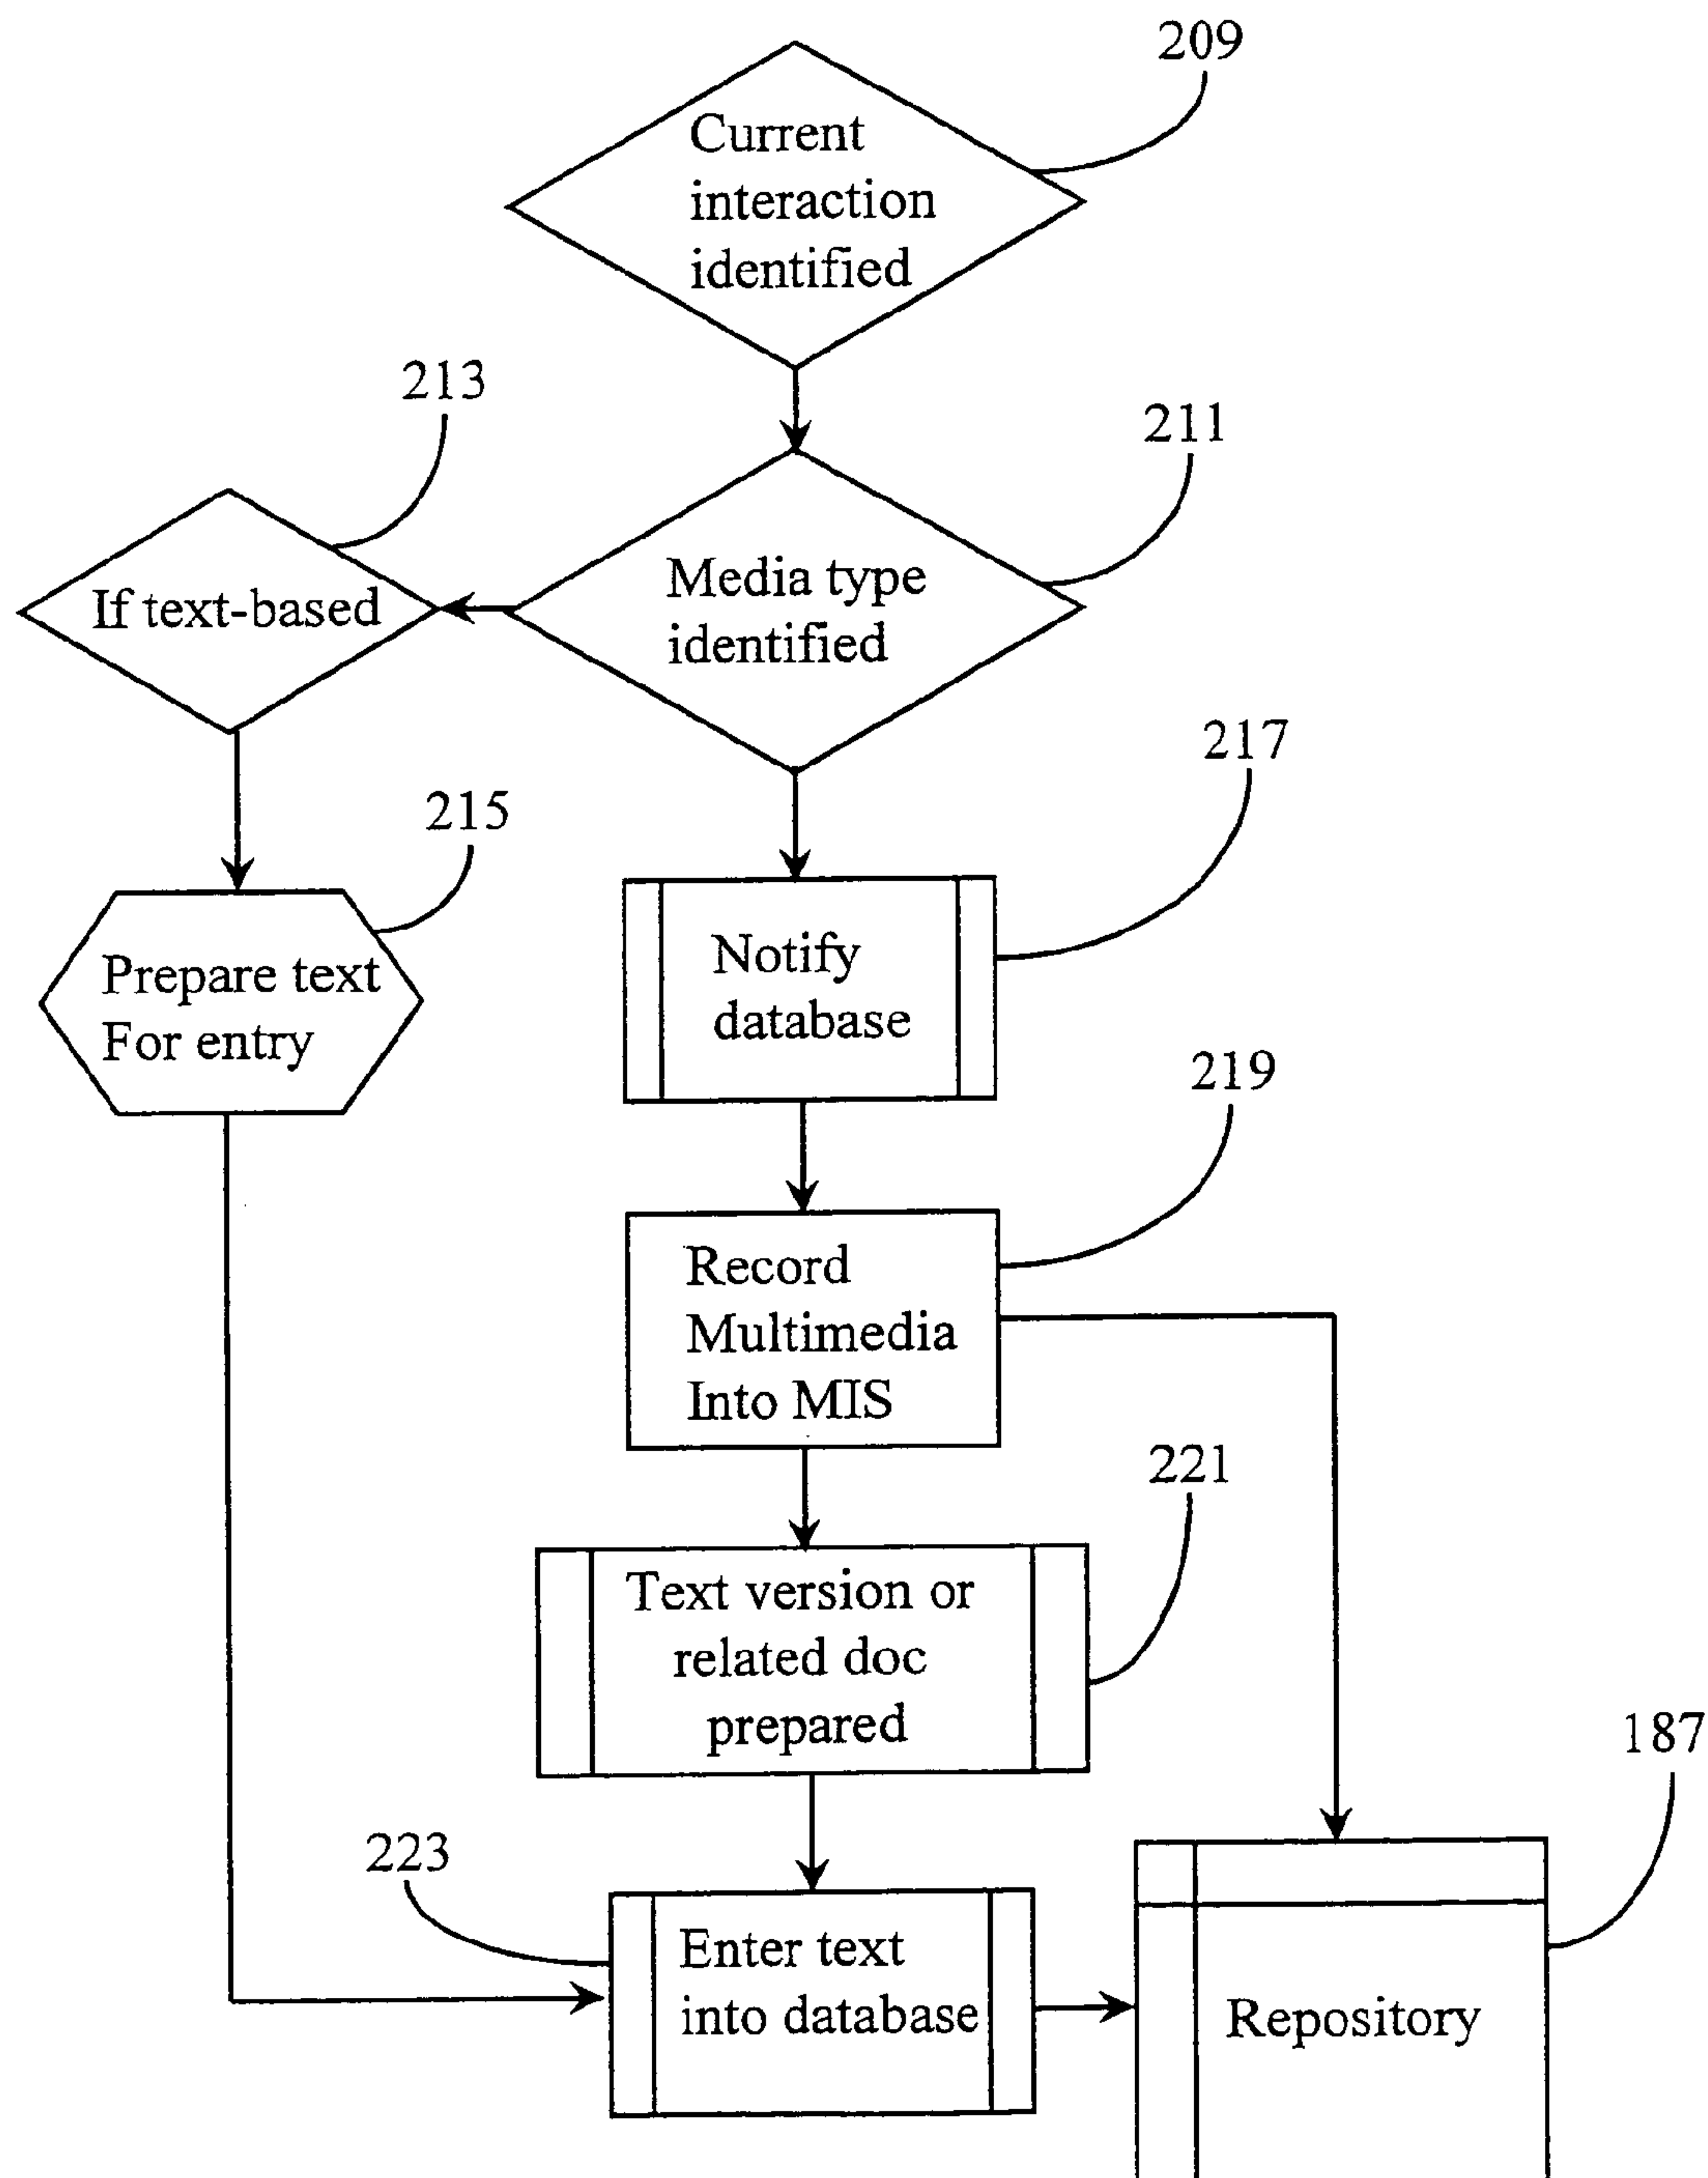 209
Current
interaction
identified
213
211
If text-based
Media type
identified
217
215
Prepare text
For entry
Notify
database
219
Record
Multimedia
Into MIS
221
Text version or
related doc
prepared
187
223
Enter text
into database
Repository